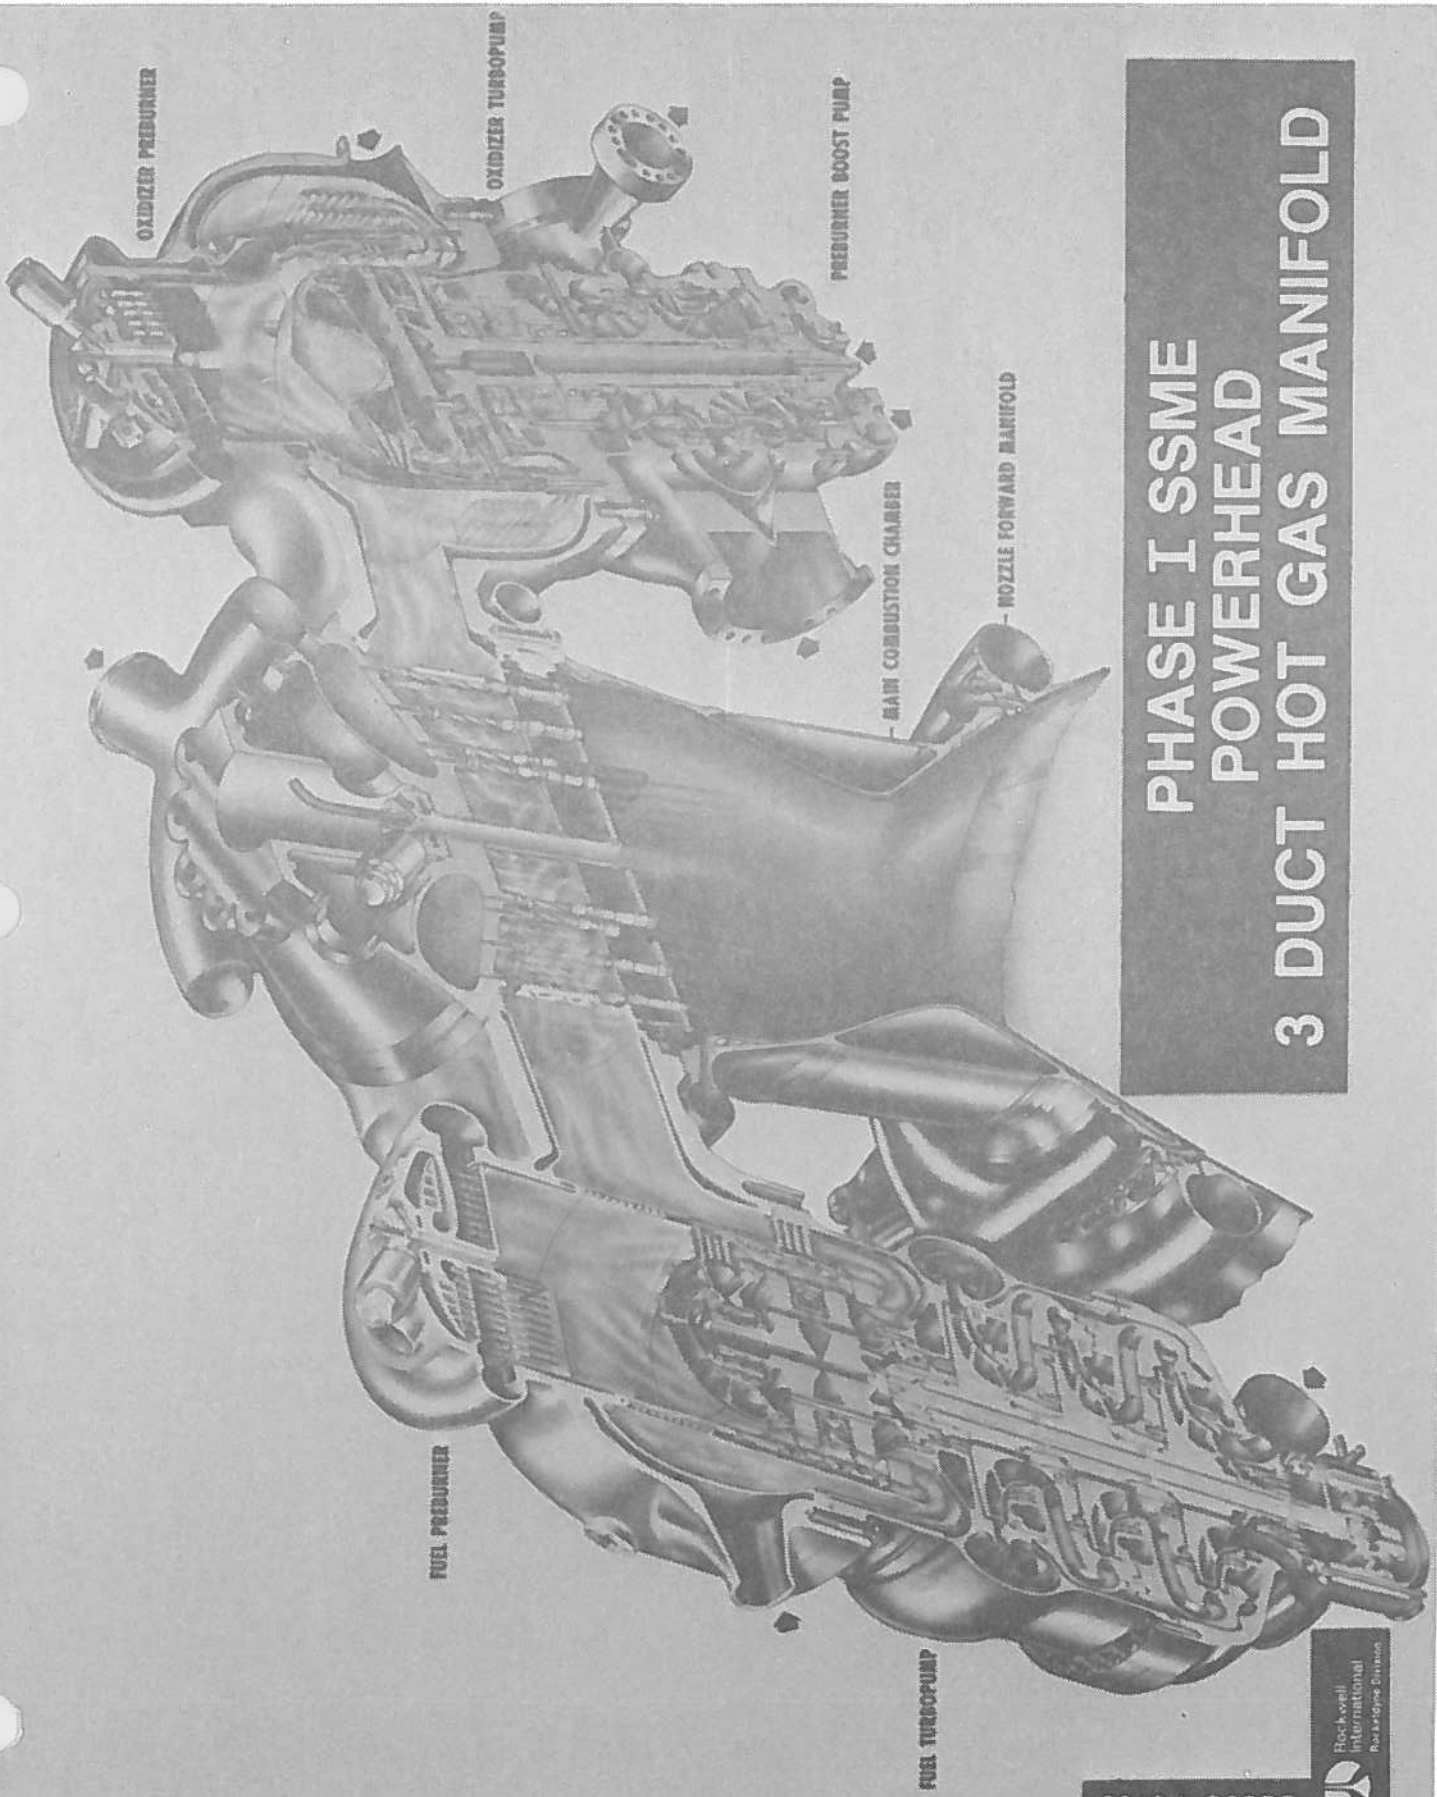 OXIDIZER PREBURNER
OXIDIZER TURBOPUMP
PREBURNER BOOST PUMP
NOZZLE FORWARD MANIFOLD
MAIN COMBUSTION CHAMBER
FUEL PREBURNER
FUEL TURBOPUMP
PHASE I SSME
POWERHEAD
3 DUCT HOT GAS MANIFOLD
Rockwell
International
Rocketdyne Division